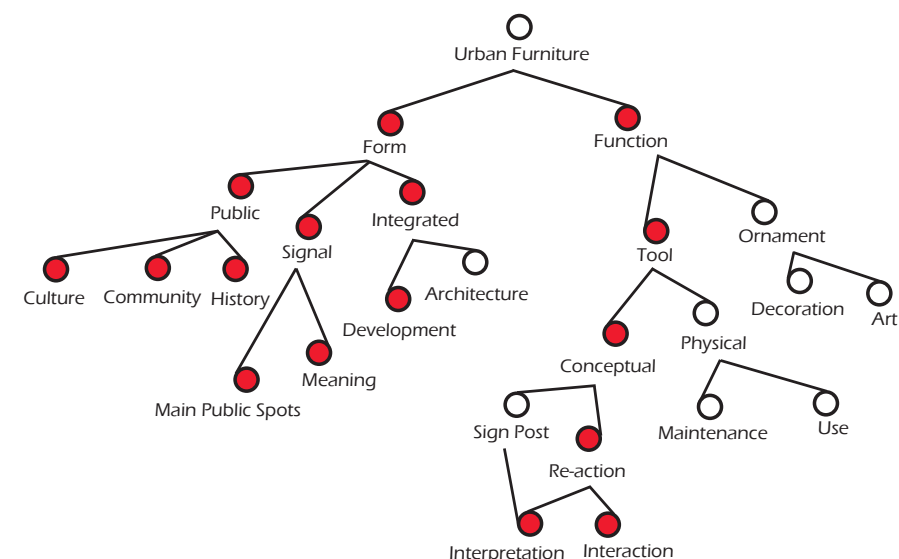 Urban Furniture
Form
Function
Public
Signal
Integrated
Tool
Ornament
Culture
Community
History
Development
Architecture
Decoration
Art
Main Public Spots
Meaning
Conceptual
Physical
Sign Post
Re-action
Maintenance
Use
Interpretation
Interaction